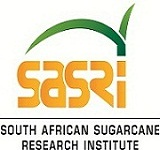 SASRI
SOUTH AFRICAN SUGARCANE
RESEARCH INSTITUTE